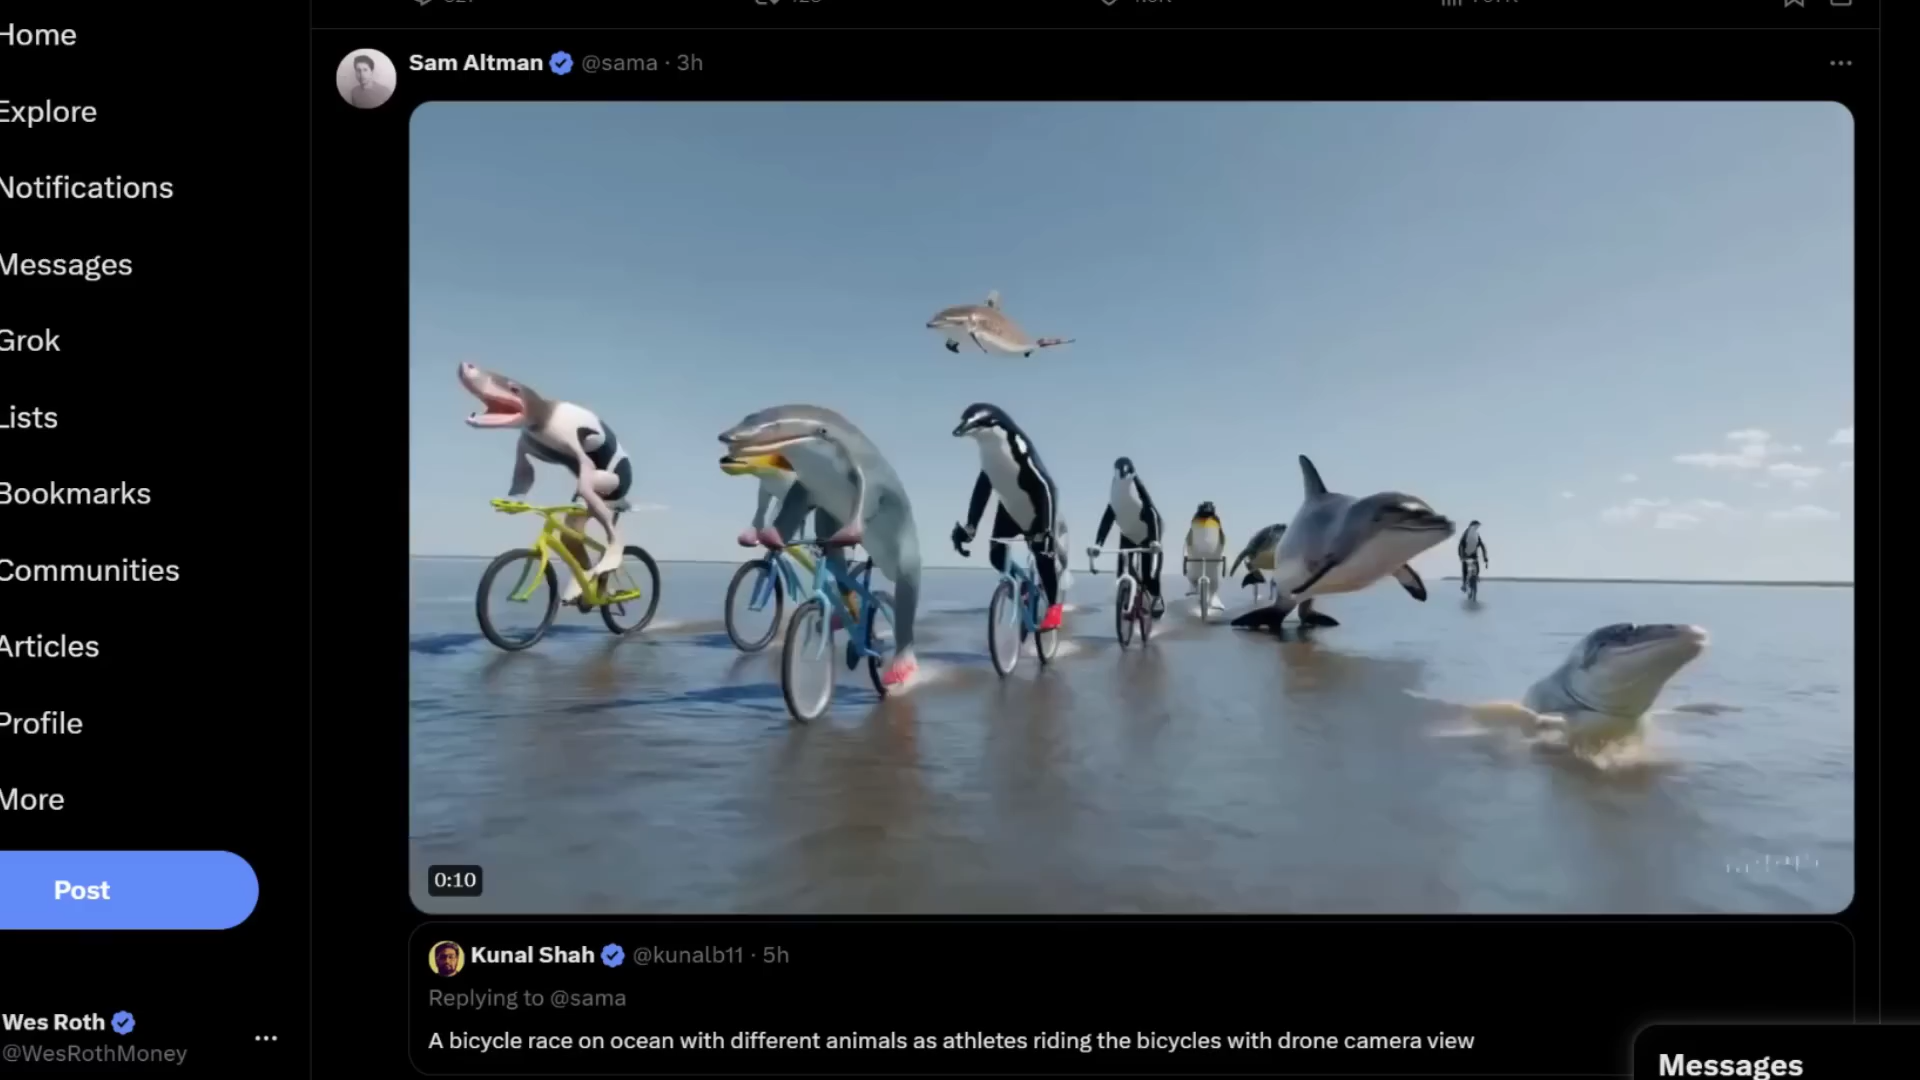 Home
Explore
Notifications
Messages
Grok
Lists
Bookmarks
Communities
Articles
Profile
More
Post
Wes Roth
@WesRothMoney
Sam Altman @sama · 3h
0:10
Kunal Shah @kunalb11 · 5h
Replying to @sama
A bicycle race on ocean with different animals as athletes riding the bicycles with drone camera view
Messages